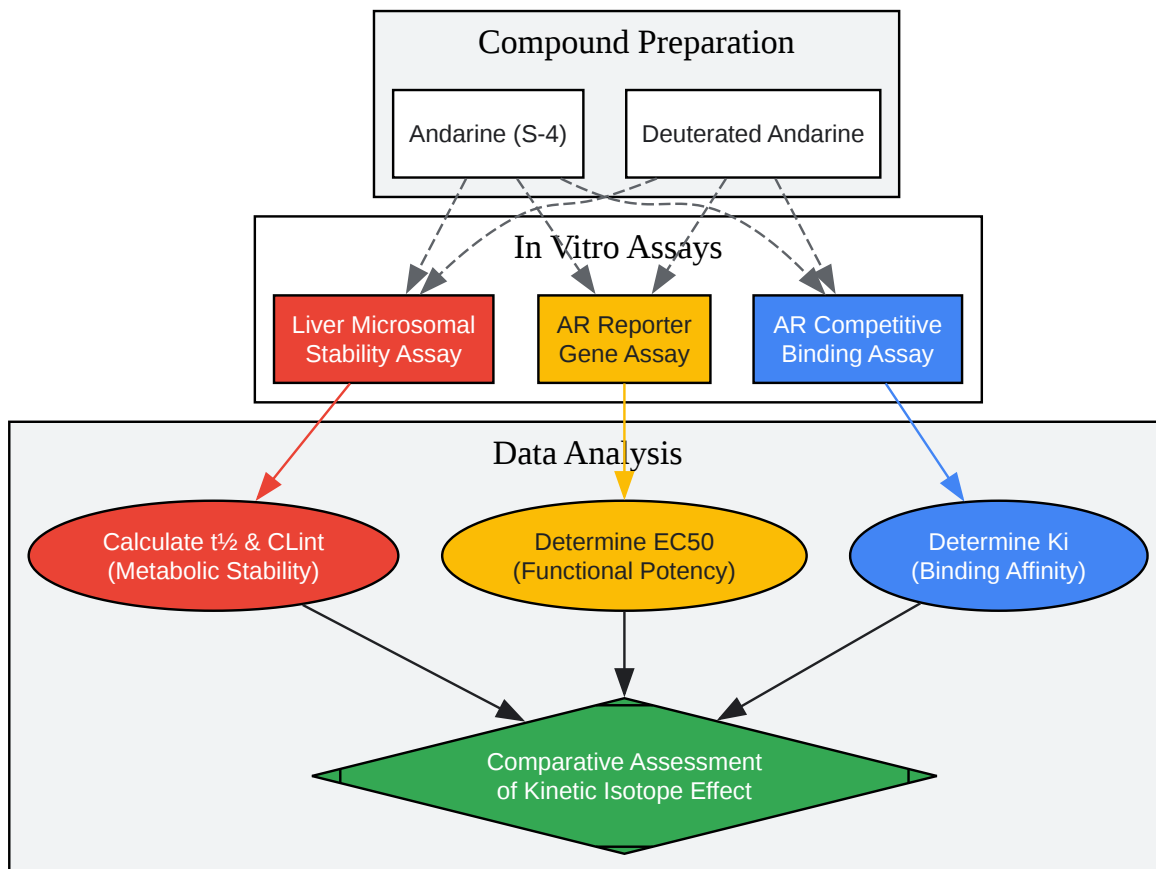 Compound Preparation
Andarine (S-4)
Deuterated Andarine
In Vitro Assays
Liver Microsomal
Stability Assay
AR Reporter
Gene Assay
AR Competitive
Binding Assay
Data Analysis
Calculate t½ & CLint
(Metabolic Stability)
Determine EC50
(Functional Potency)
Determine Ki
(Binding Affinity)
Comparative Assessment
of Kinetic Isotope Effect